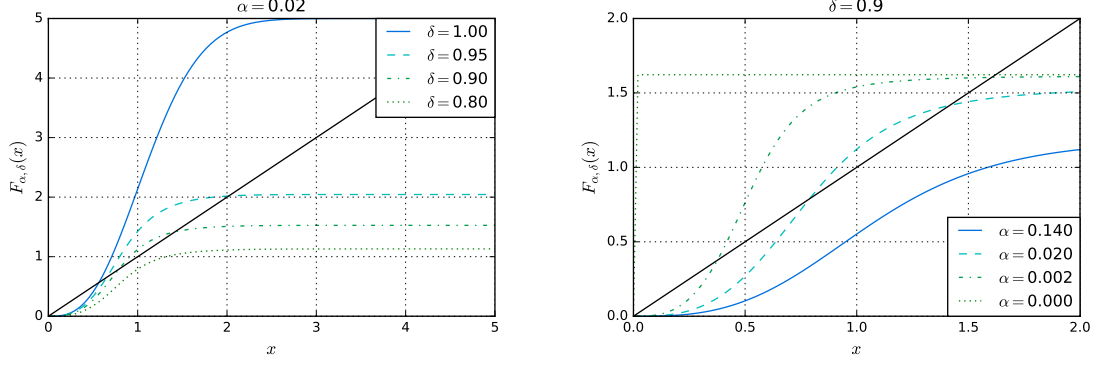 α = 0.02
5
4
3
2
1
0
F_{α,δ}(x)
δ = 1.00
δ = 0.95
δ = 0.90
δ = 0.80
0 1 2 3 4 5
x
δ = 0.9
2.0
1.5
1.0
0.5
0.0
F_{α,δ}(x)
α = 0.140
α = 0.020
α = 0.002
α = 0.000
0.0 0.5 1.0 1.5 2.0
x